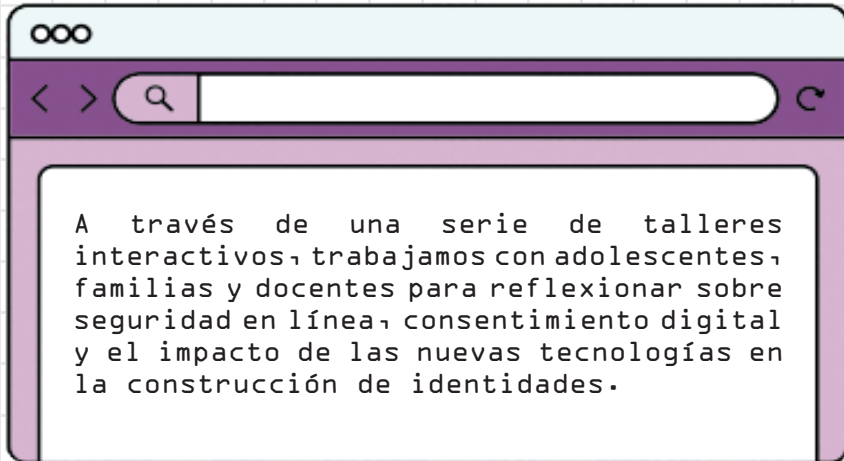 A través de una serie de talleres
interactivos, trabajamos con adolescentes,
familias y docentes para reflexionar sobre
seguridad en línea, consentimiento digital
y el impacto de las nuevas tecnologías en
la construcción de identidades.